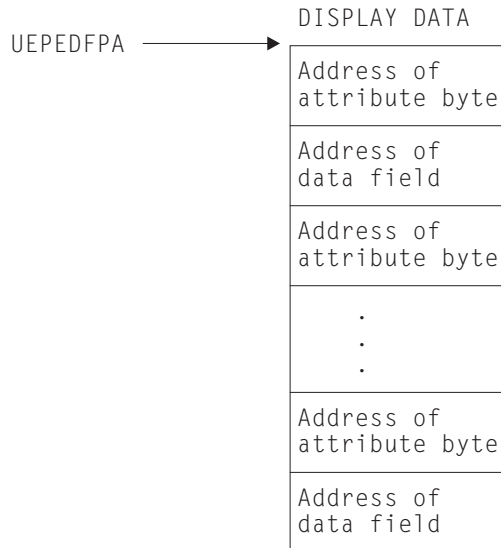 DISPLAY DATA
UEPEDFPA
Address of
attribute byte
Address of
data field
Address of
attribute byte
.
.
.
Address of
attribute byte
Address of
data field